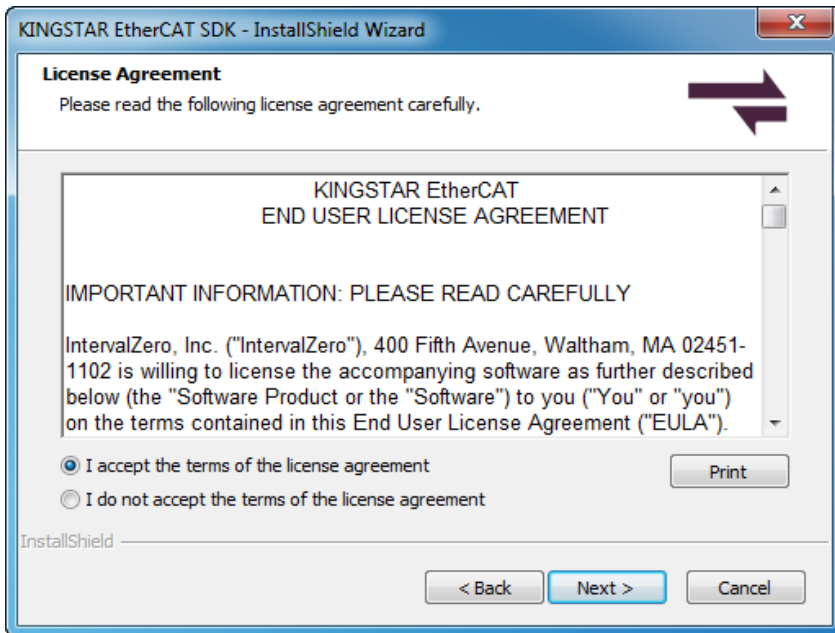 KINGSTAR EtherCAT SDK - InstallShield Wizard
License Agreement
Please read the following license agreement carefully.
KINGSTAR EtherCAT
END USER LICENSE AGREEMENT
IMPORTANT INFORMATION: PLEASE READ CAREFULLY
IntervalZero, Inc. ("IntervalZero"), 400 Fifth Avenue, Waltham, MA 02451-
1102 is willing to license the accompanying software as further described
below (the "Software Product or the "Software") to you ("You" or "you")
on the terms contained in this End User License Agreement ("EULA").
I accept the terms of the license agreement
Print
I do not accept the terms of the license agreement
InstallShield
< Back
Next >
Cancel